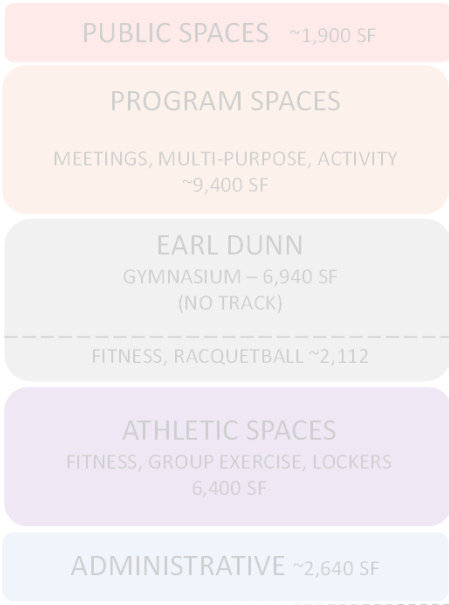 PUBLIC SPACES ~1,900 SF
PROGRAM SPACES
MEETINGS, MULTI-PURPOSE, ACTIVITY
~9,400 SF
EARL DUNN
GYMNASIUM – 6,940 SF
(NO TRACK)
FITNESS, RACQUETBALL ~2,112
ATHLETIC SPACES
FITNESS, GROUP EXERCISE, LOCKERS
6,400 SF
ADMINISTRATIVE ~2,640 SF